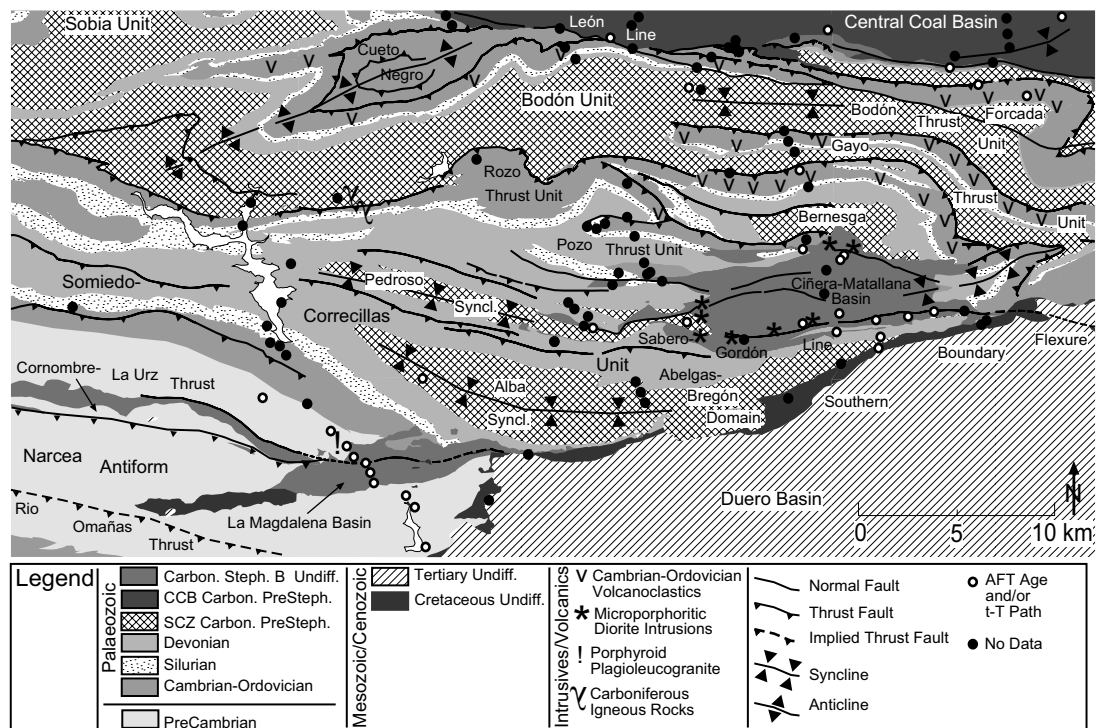 Sobia Unit
León
Line
Central Coal Basin
Cueto
Negro
Bodón Unit
Bodón
Thrust
Unit
Forcada
Gayo
Thrust
Unit
Rozo
Thrust Unit
Bernesga
Pozo
Thrust Unit
Somiedo-
Correcillas
Unit
Pedroso
Syncl.
Ciñera-Matallana
Basin
Sabero-
Gordón
Line
Abelgas-
Bregón
Domain
Southern
Boundary
Flexure
Alba
Syncl.
Cornombre-
La Urz
Thrust
Narcea
Antiform
Rio
Omañas
Thrust
La Magdalena Basin
Duero Basin
N
0 5 10 km
Legend
Palaeozoic
Carbon. Steph. B Undiff.
CCB Carbon. PreSteph.
SCZ Carbon. PreSteph.
Devonian
Silurian
Cambrian-Ordovician
PreCambrian
Mesozoic/Cenozoic
Tertiary Undiff.
Cretaceous Undiff.
Intrusives/Volcanics
V Cambrian-Ordovician
Volcanoclastics
* Microporphoritic
Diorite Intrusions
! Porphyroid
Plagioleucogranite
Carboniferous
Igneous Rocks
Normal Fault
Thrust Fault
Implied Thrust Fault
Syncline
Anticline
AFT Age
and/or
t-T Path
No Data